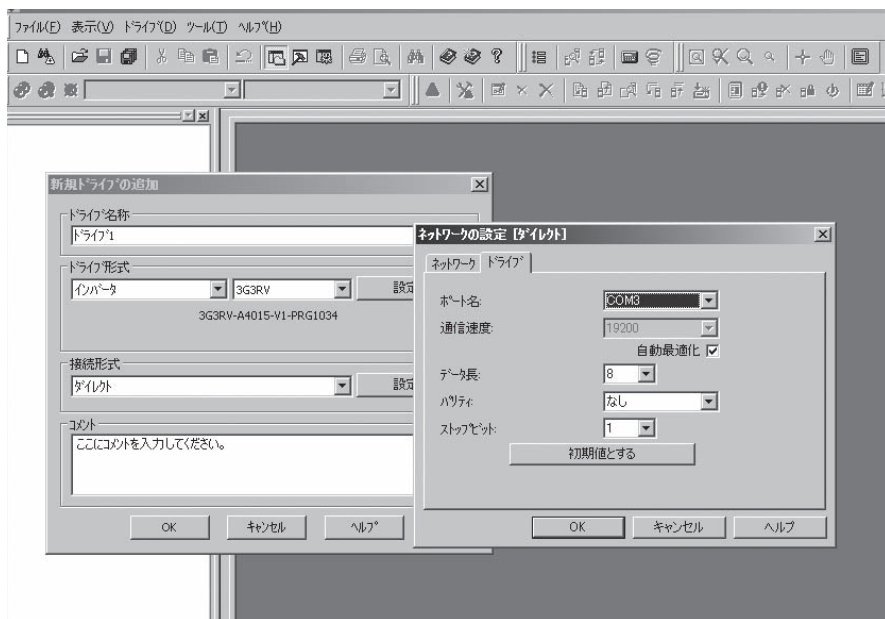 ファイル(F) 表示(V) ドライブ(D) ツール(T) ヘルプ(H)
新規ドライブの追加
ドライブ名称
ドライブ1
ドライブ形式
インバータ
3G3RV
設定
3G3RV-A4015-V1-PRG1034
接続形式
ダイレクト
設定
コメント
ここにコメントを入力してください。
OK
キャンセル
ヘルプ
ネットワークの設定 [ダイレクト]
ネットワーク ドライブ
ポート名:
COM3
通信速度:
19200
自動最適化
データ長:
8
パリティ:
なし
ストップビット:
1
初期値とする
OK
キャンセル
ヘルプ